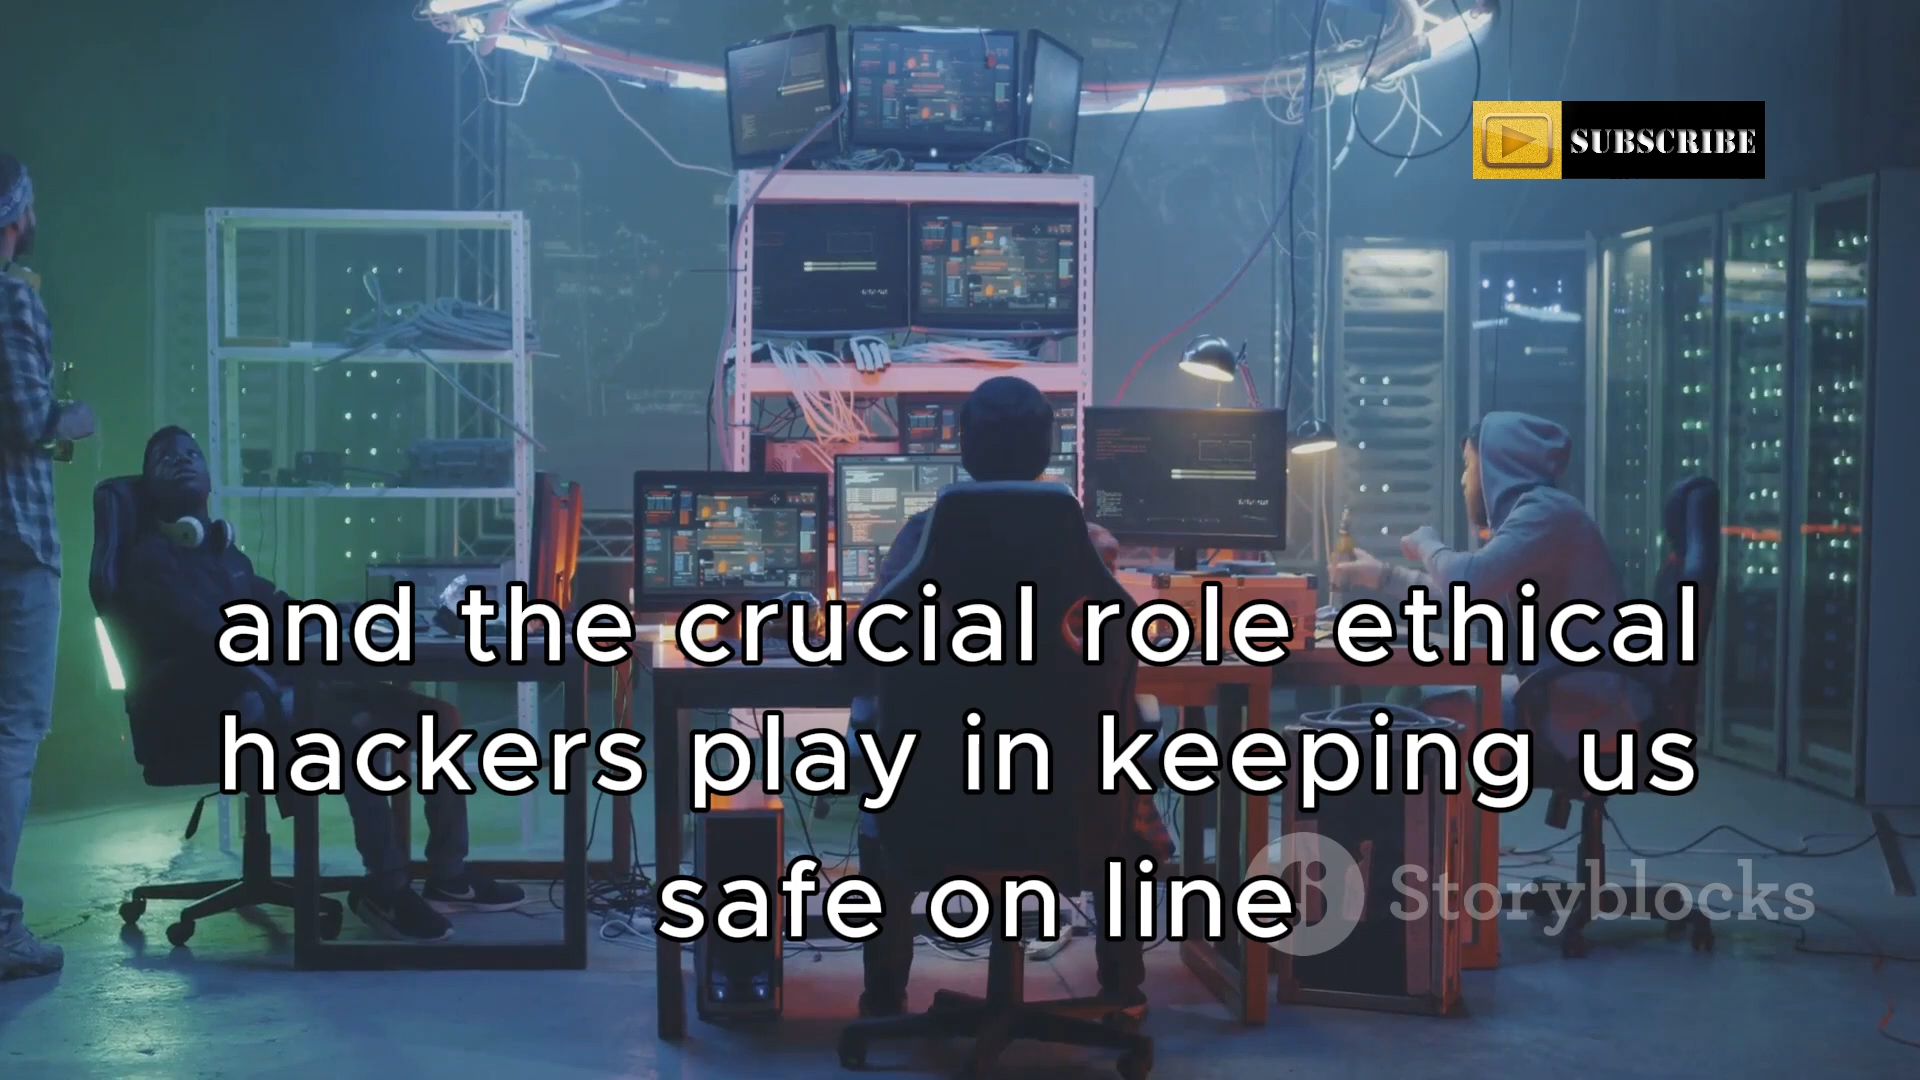 SUBSCRIBE
and the crucial role ethical
hackers play in keeping us
safe on line
Storyblocks